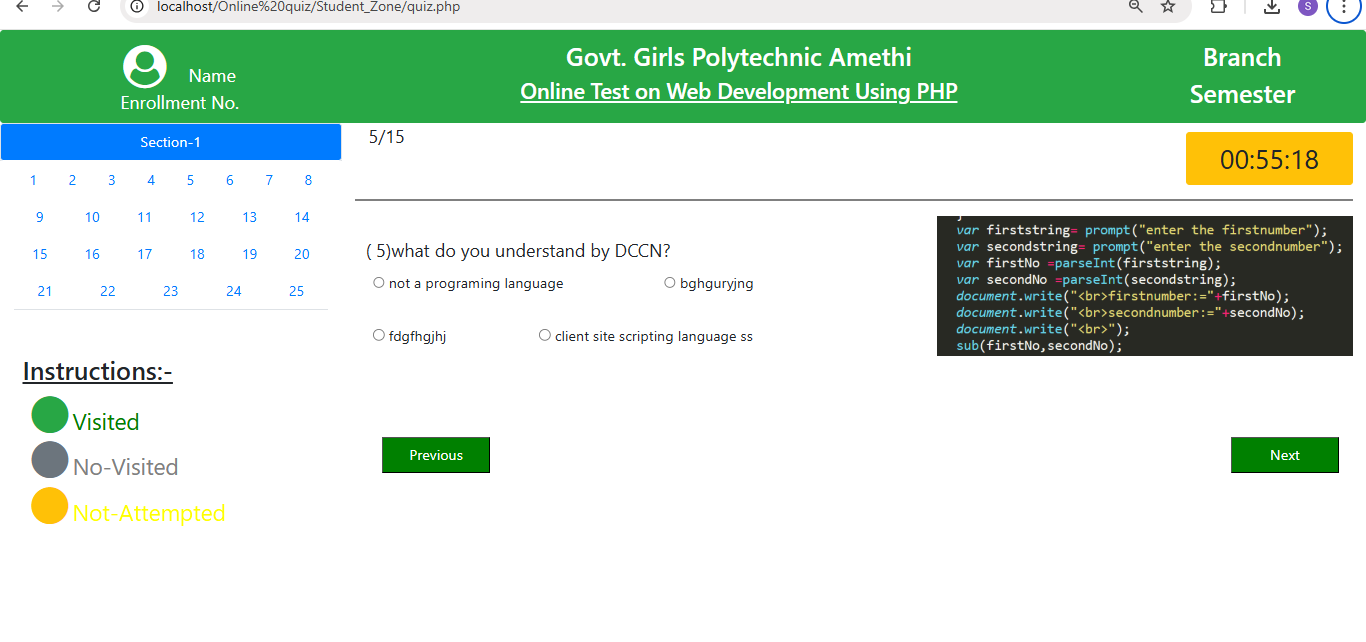 localhost/Online%20quiz/Student_Zone/quiz.php
S
Govt. Girls Polytechnic Amethi
Online Test on Web Development Using PHP
Name
Enrollment No.
Branch
Semester
Section-1
5/15
00:55:18
1 2 3 4 5 6 7 8
9 10 11 12 13 14
15 16 17 18 19 20
21 22 23 24 25
( 5)what do you understand by DCCN?
not a programing language
bghguryjng
fdgfhgjhj
client site scripting language ss
}
var firststring= prompt("enter the firstnumber");
var secondstring= prompt("enter the secondnumber");
var firstNo =parseInt(firststring);
var secondNo =parseInt(secondstring);
document.write("<br>firstnumber:="+firstNo);
document.write("<br>secondnumber:="+secondNo);
document.write("<br>");
sub(firstNo,secondNo);
Instructions:-
Visited
No-Visited
Not-Attempted
Previous
Next